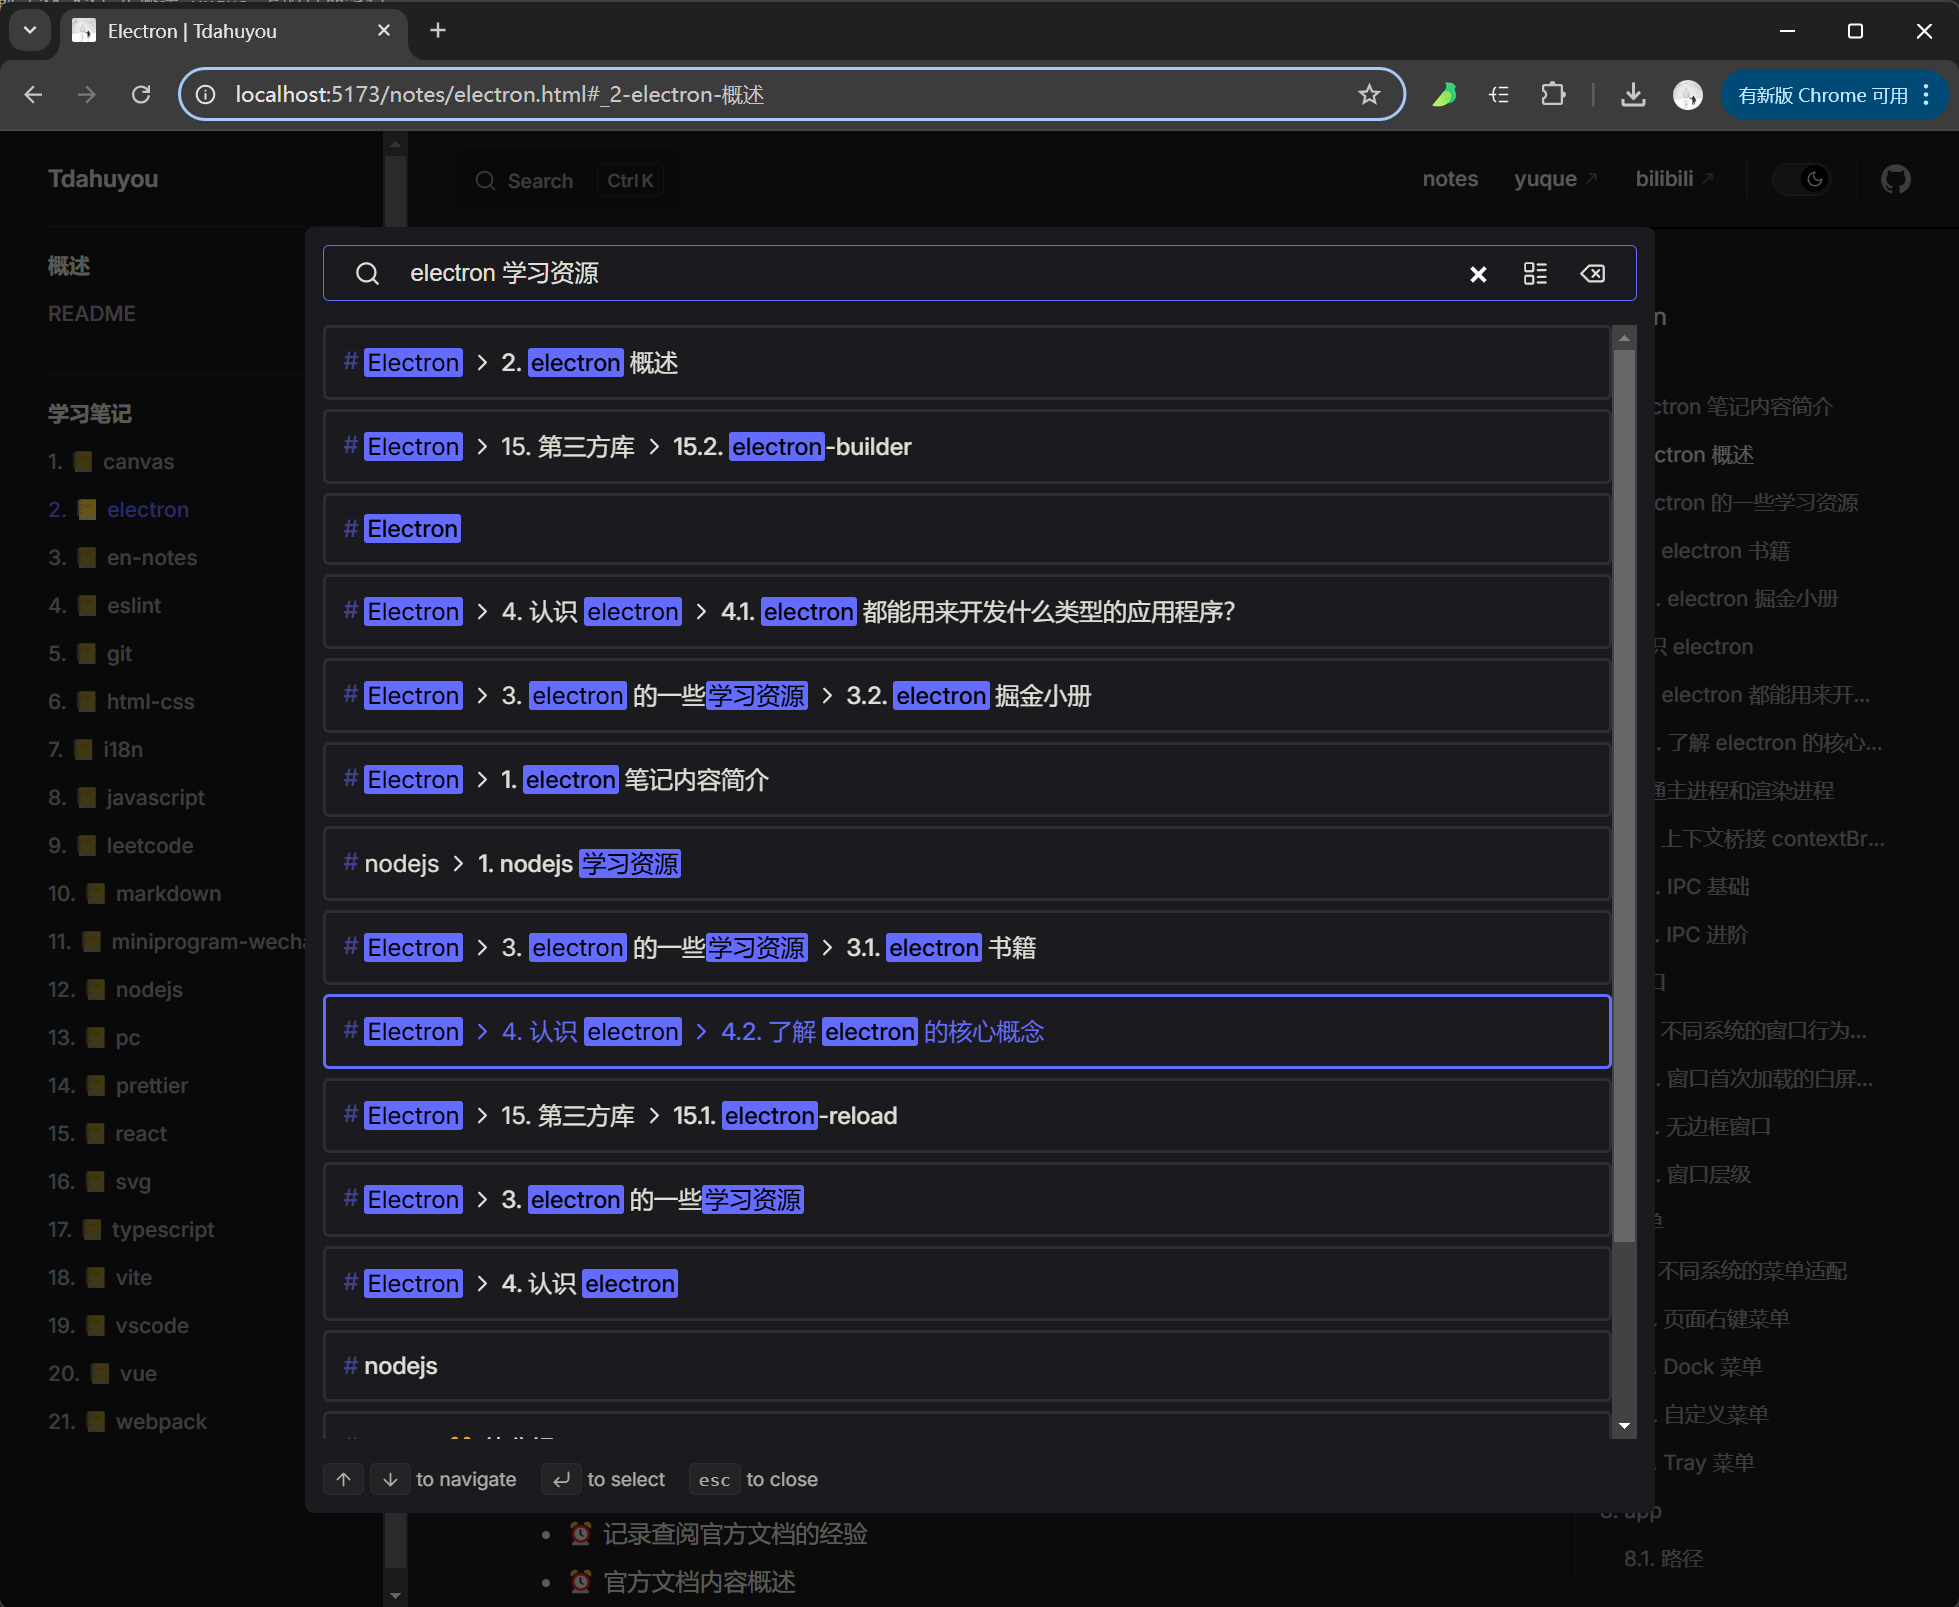 Electron | Tdahuyou
localhost:5173/notes/electron.html#_2-electron-概述
有新版 Chrome 可用
Tdahuyou
Search Ctrl K
notes yuque bilibili
概述
README
学习笔记
1. canvas
2. electron
3. en-notes
4. eslint
5. git
6. html-css
7. i18n
8. javascript
9. leetcode
10. markdown
11. miniprogram-wecha
12. nodejs
13. pc
14. prettier
15. react
16. svg
17. typescript
18. vite
19. vscode
20. vue
21. webpack
electron 学习资源
# Electron > 2. electron 概述
# Electron > 15. 第三方库 > 15.2. electron-builder
# Electron
# Electron > 4. 认识 electron > 4.1. electron 都能用来开发什么类型的应用程序?
# Electron > 3. electron 的一些学习资源 > 3.2. electron 掘金小册
# Electron > 1. electron 笔记内容简介
# nodejs > 1. nodejs 学习资源
# Electron > 3. electron 的一些学习资源 > 3.1. electron 书籍
# Electron > 4. 认识 electron > 4.2. 了解 electron 的核心概念
# Electron > 15. 第三方库 > 15.1. electron-reload
# Electron > 3. electron 的一些学习资源
# Electron > 4. 认识 electron
# nodejs
to navigate to select esc to close
记录查阅官方文档的经验
官方文档内容概述
n
ctron 笔记内容简介
ctron 概述
ctron 的一些学习资源
electron 书籍
. electron 掘金小册
识 electron
electron 都能用来开...
. 了解 electron 的核心...
通主进程和渲染进程
上下文桥接 contextBr...
. IPC 基础
. IPC 进阶
口
不同系统的窗口行为...
. 窗口首次加载的白屏...
. 无边框窗口
. 窗口层级
单
不同系统的菜单适配
. 页面右键菜单
. Dock 菜单
. 自定义菜单
. Tray 菜单
8. app
8.1. 路径